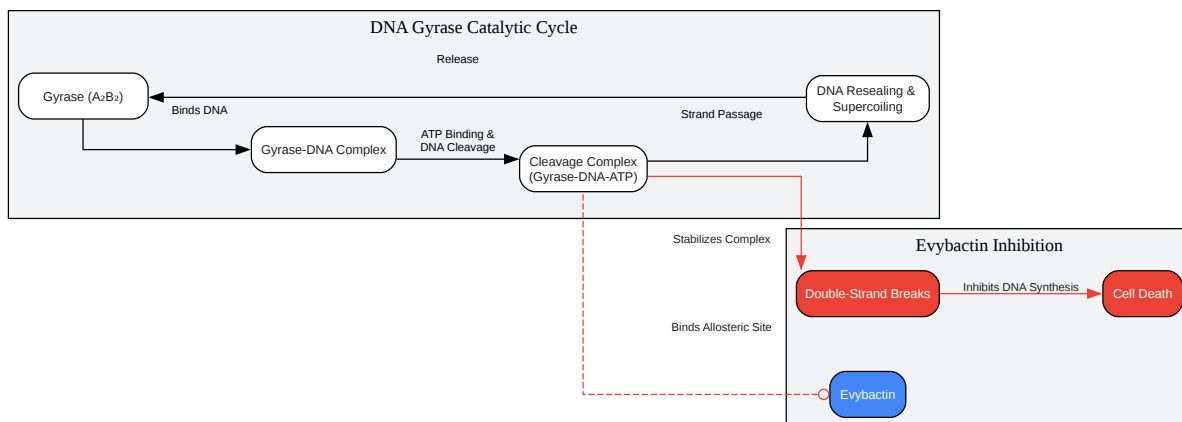 DNA Gyrase Catalytic Cycle
Release
Gyrase (A₂B₂)
Binds DNA
DNA Resealing &
Supercoiling
Strand Passage
Gyrase-DNA Complex
ATP Binding &
DNA Cleavage
Cleavage Complex
(Gyrase-DNA-ATP)
Stabilizes Complex
Evybactin Inhibition
Double-Strand Breaks
Inhibits DNA Synthesis
Cell Death
Binds Allosteric Site
Evybactin